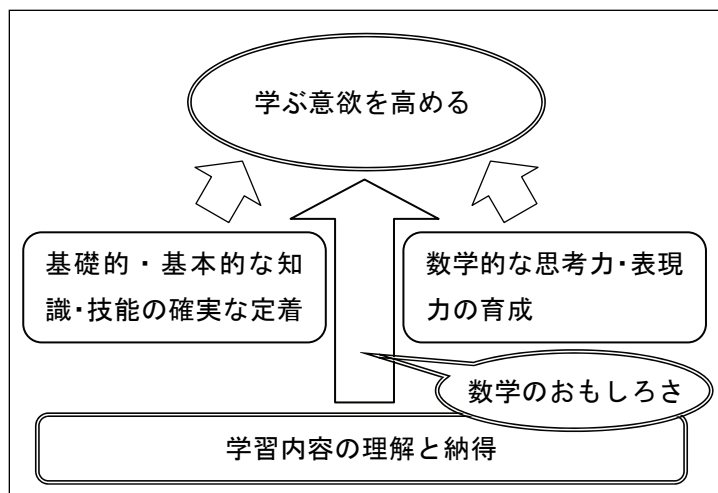 学ぶ意欲を高める
基礎的・基本的な知
識・技能の確実な定着
数学的な思考力・表現
力の育成
数学のおもしろさ
学習内容の理解と納得